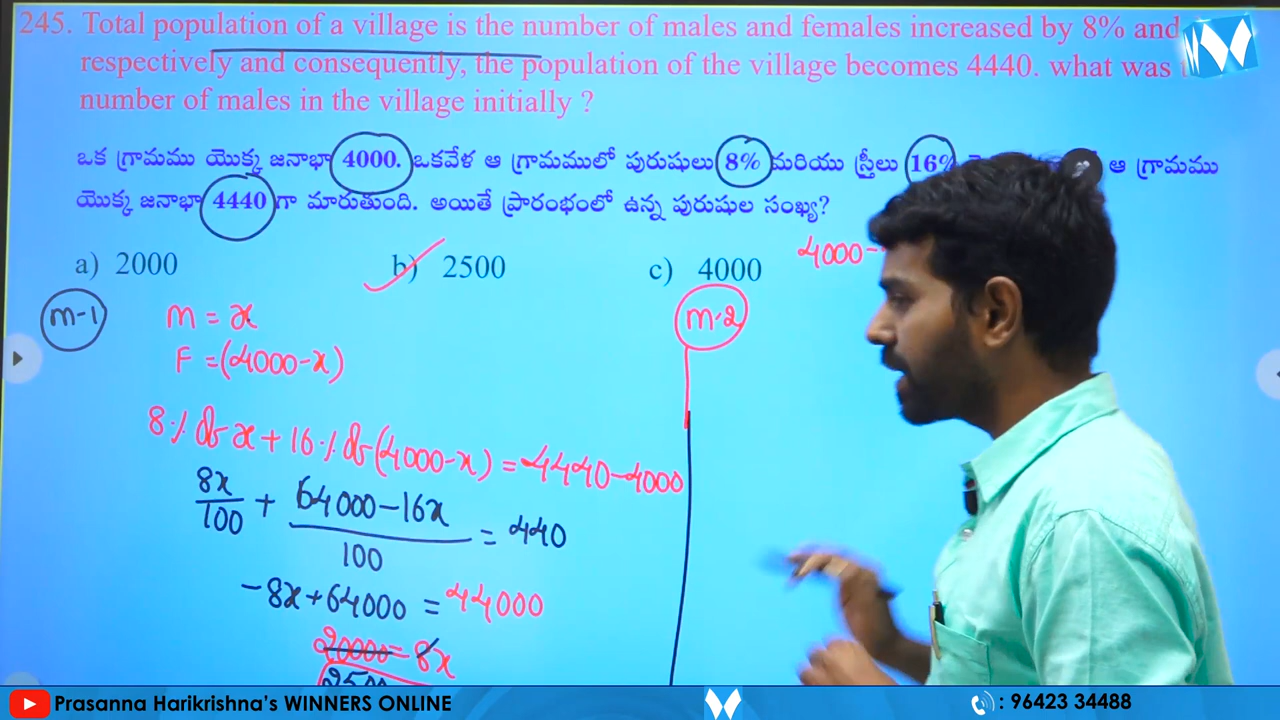 245. Total population of a village is the number of males and females increased by 8% and
respectively and consequently, the population of the village becomes 4440. what was
number of males in the village initially ?
ఒక గ్రామము యొక్క జనాభా 4000. ఒకవేళ ఆ గ్రామములో పురుషులు 8% మరియు స్త్రీలు 16% ఆ గ్రామము
యొక్క జనాభా 4440 గా మారుతుంది. అయితే ప్రారంభంలో ఉన్న పురుషుల సంఖ్య?
4000-
a) 2000 b) 2500 c) 4000
m-1
m = x
m-2
F = (4000-x)
8% of x + 16% of (4000-x) = 4440-4000
8x/100 + 64000-16x/100 = 440
-8x+64000 = 44000
20000 = 8x
2500
Prasanna Harikrishna's WINNERS ONLINE
: 96423 34488